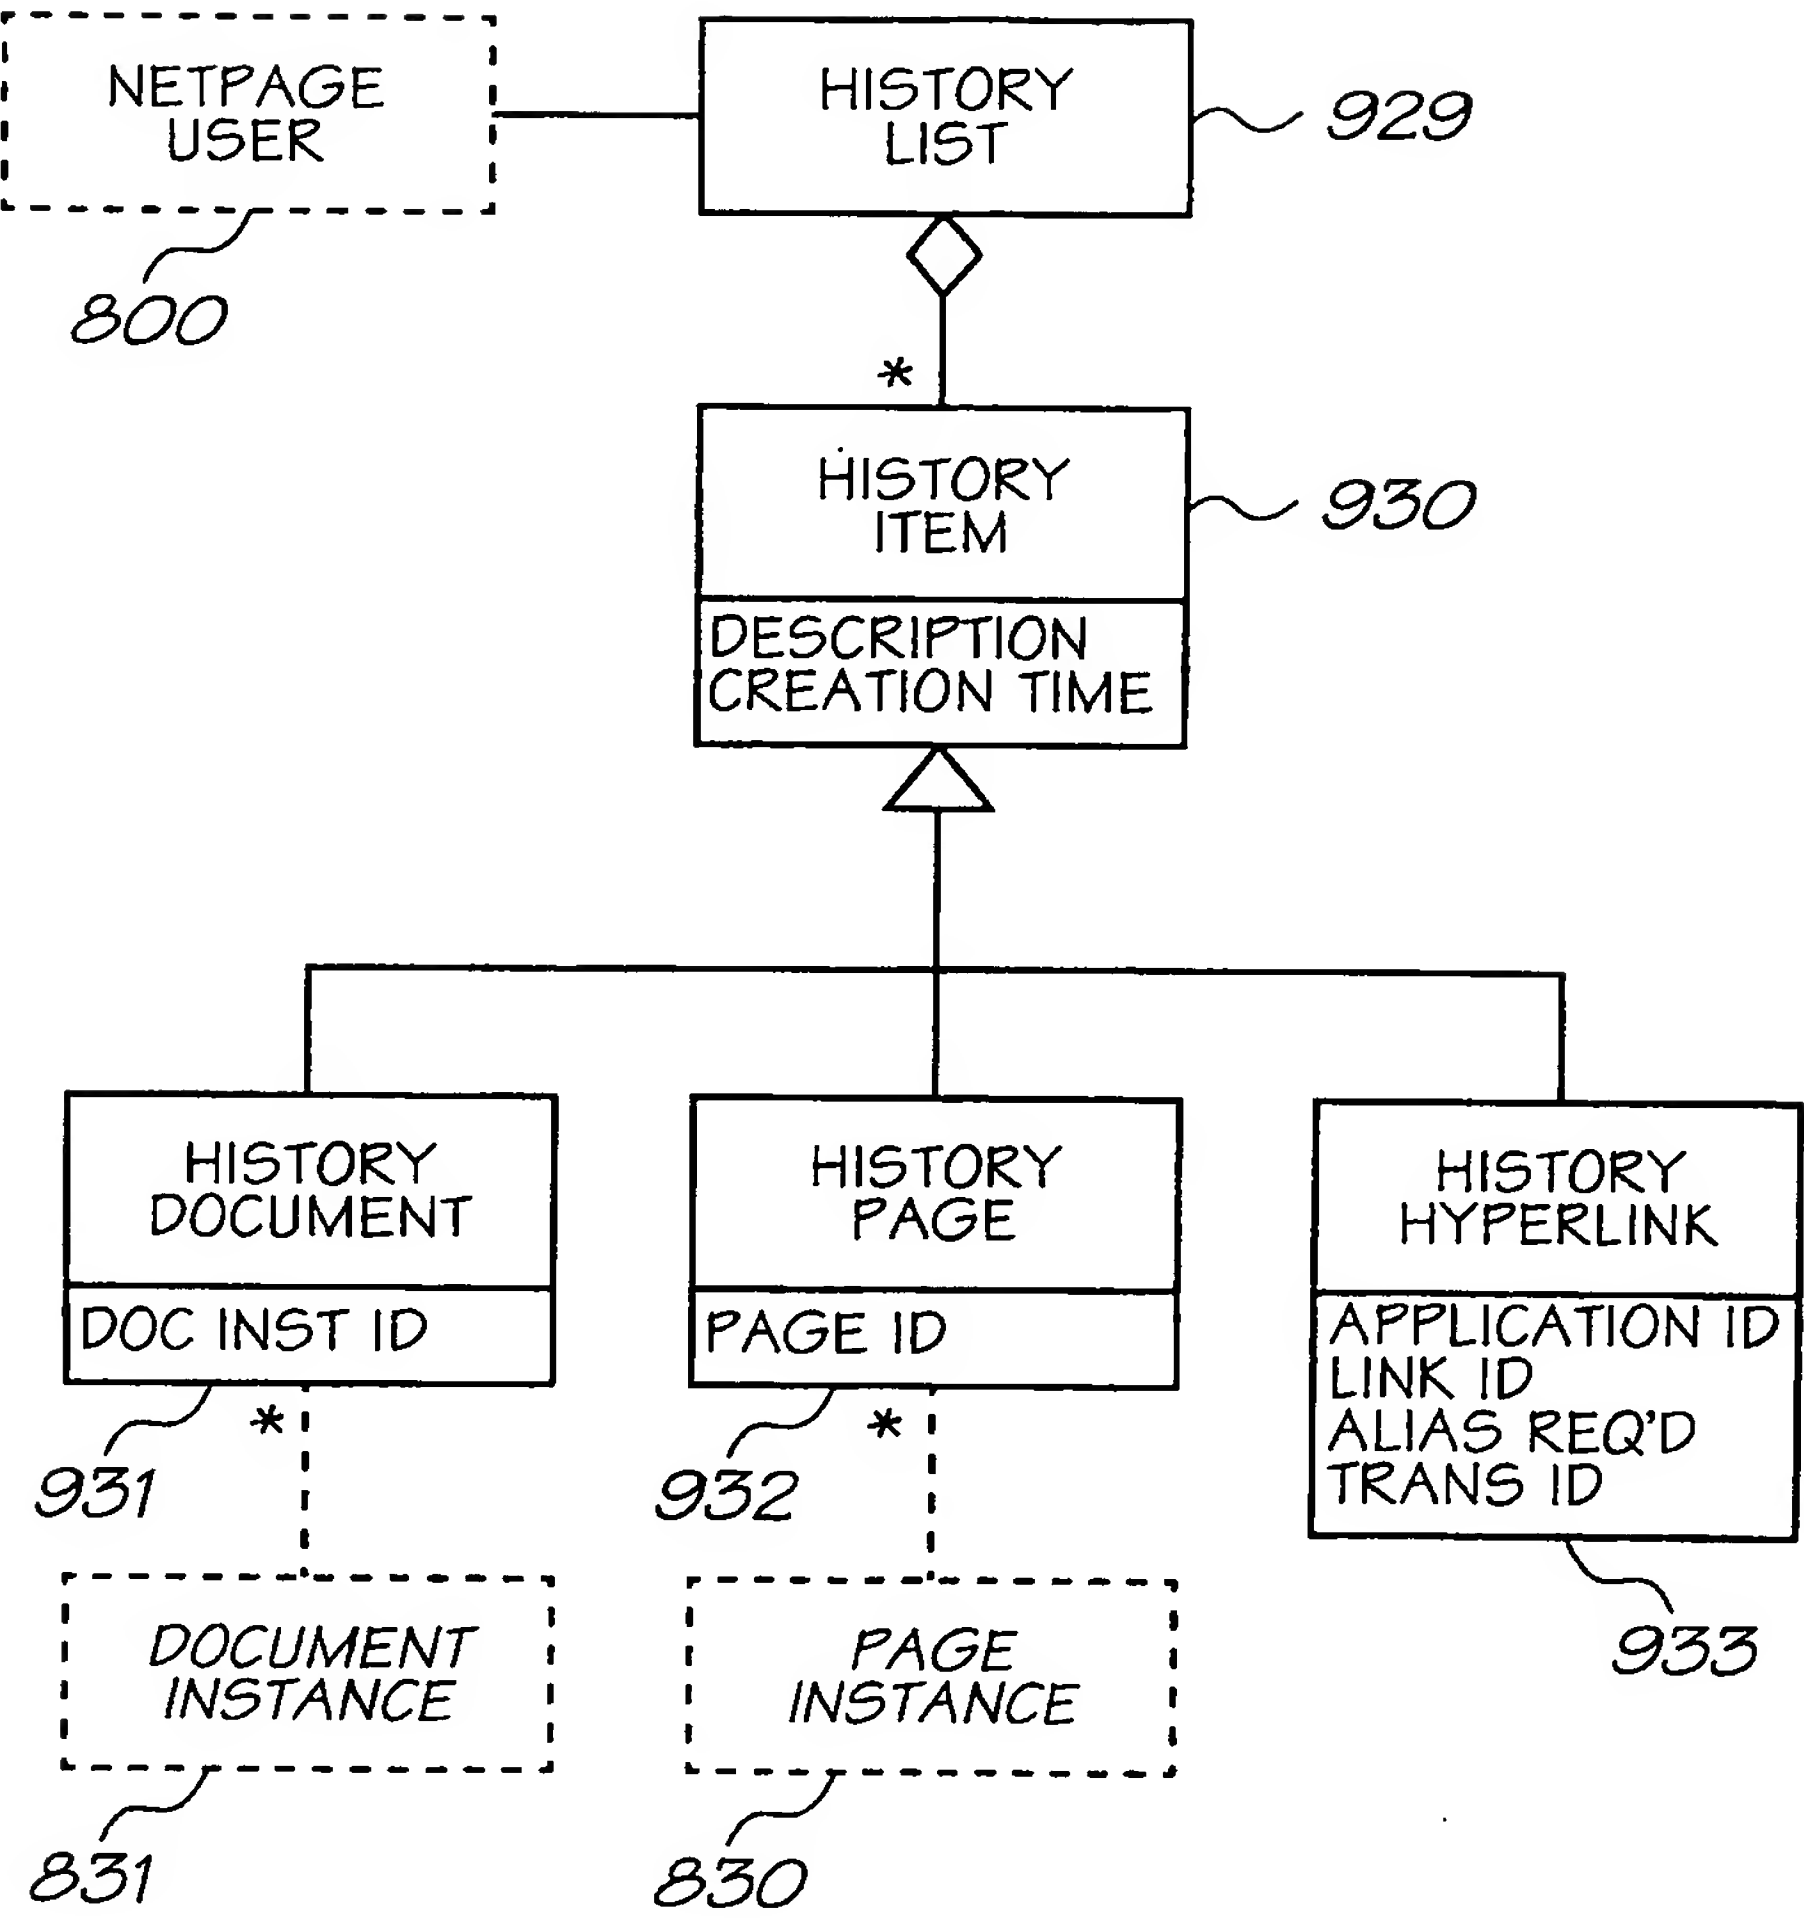 NETPAGE
USER
800
HISTORY
LIST
929
*
HISTORY
ITEM
930
DESCRIPTION
CREATION TIME
HISTORY
DOCUMENT
DOC INST ID
931
*
HISTORY
PAGE
PAGE ID
932
*
HISTORY
HYPERLINK
APPLICATION ID
LINK ID
ALIAS REQ'D
TRANS ID
933
DOCUMENT
INSTANCE
831
PAGE
INSTANCE
830